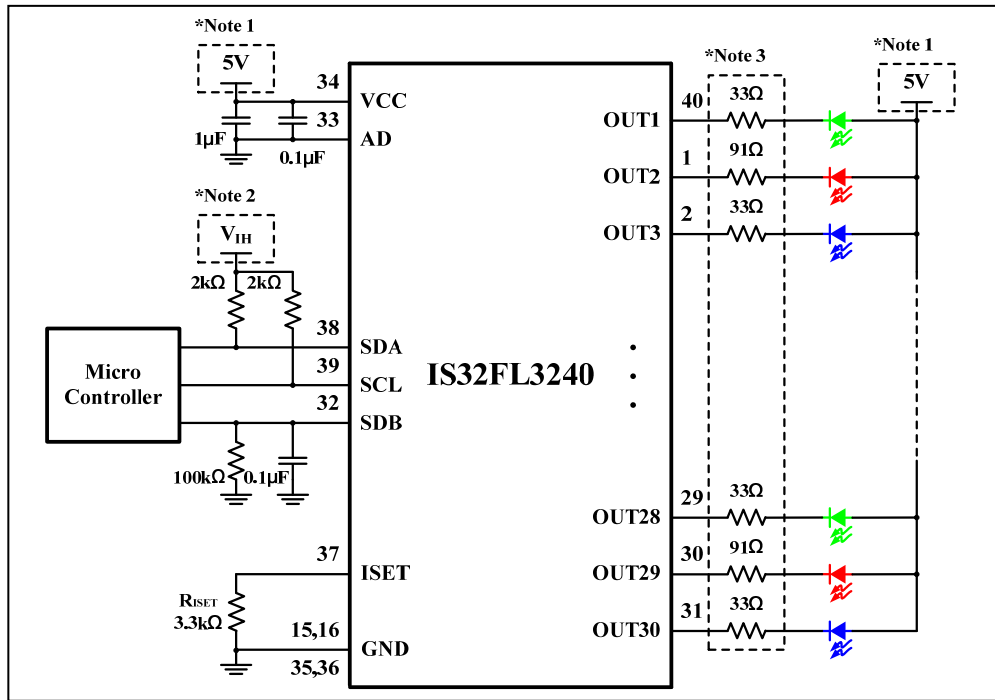 *Note 1
5V
34
VCC
33
AD
1µF
0.1µF
*Note 2
VIH
2kΩ
2kΩ
Micro
Controller
38
SDA
39
SCL
32
SDB
100kΩ
0.1µF
37
ISET
RISET
3.3kΩ
15,16
GND
35,36
IS32FL3240
*Note 3
*Note 1
5V
OUT1
40
33Ω
OUT2
1
91Ω
OUT3
2
33Ω
OUT28
29
33Ω
OUT29
30
91Ω
OUT30
31
33Ω